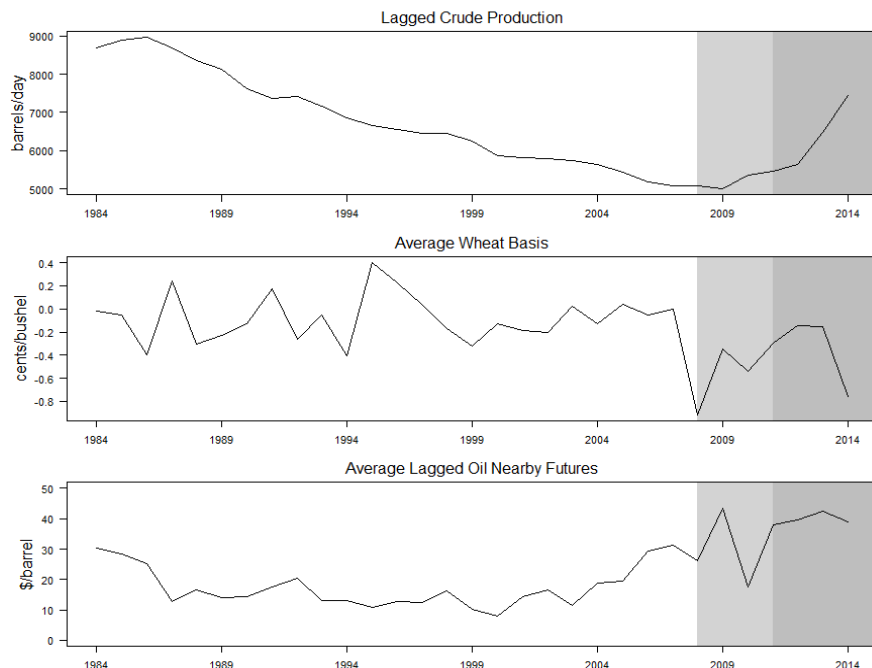 Lagged Crude Production
barrels/day
9000
8000
7000
6000
5000
1984 1989 1994 1999 2004 2009 2014
Average Wheat Basis
cents/bushel
0.4
0.2
0.0
-0.2
-0.4
-0.6
-0.8
1984 1989 1994 1999 2004 2009 2014
Average Lagged Oil Nearby Futures
$/barrel
50
40
30
20
10
0
1984 1989 1994 1999 2004 2009 2014